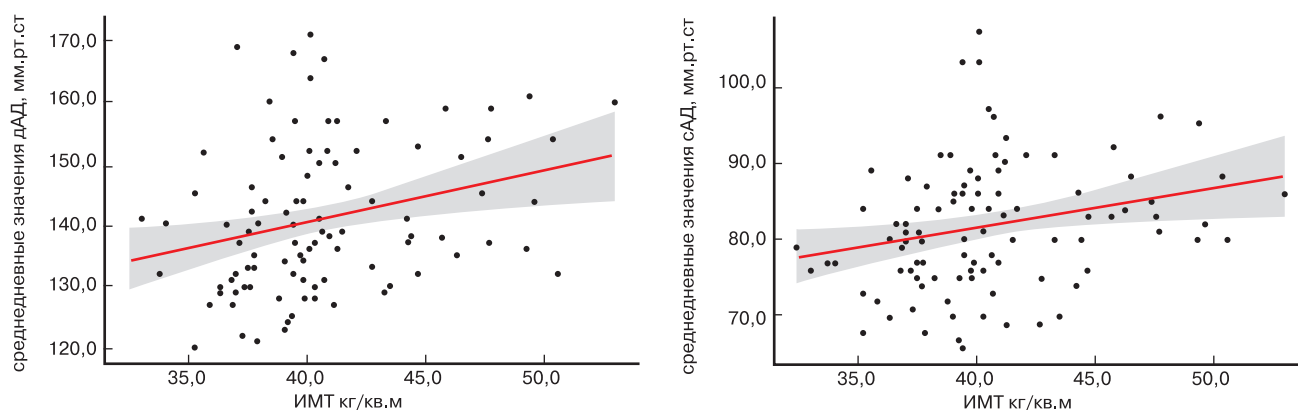 среднедневные значения дАД, мм.рт.ст
170,0
160,0
150,0
140,0
130,0
120,0
35,0 40,0 45,0 50,0
ИМТ кг/кв.м
среднедневные значения сАД, мм.рт.ст
100,0
90,0
80,0
70,0
35,0 40,0 45,0 50,0
ИМТ кг/кв.м